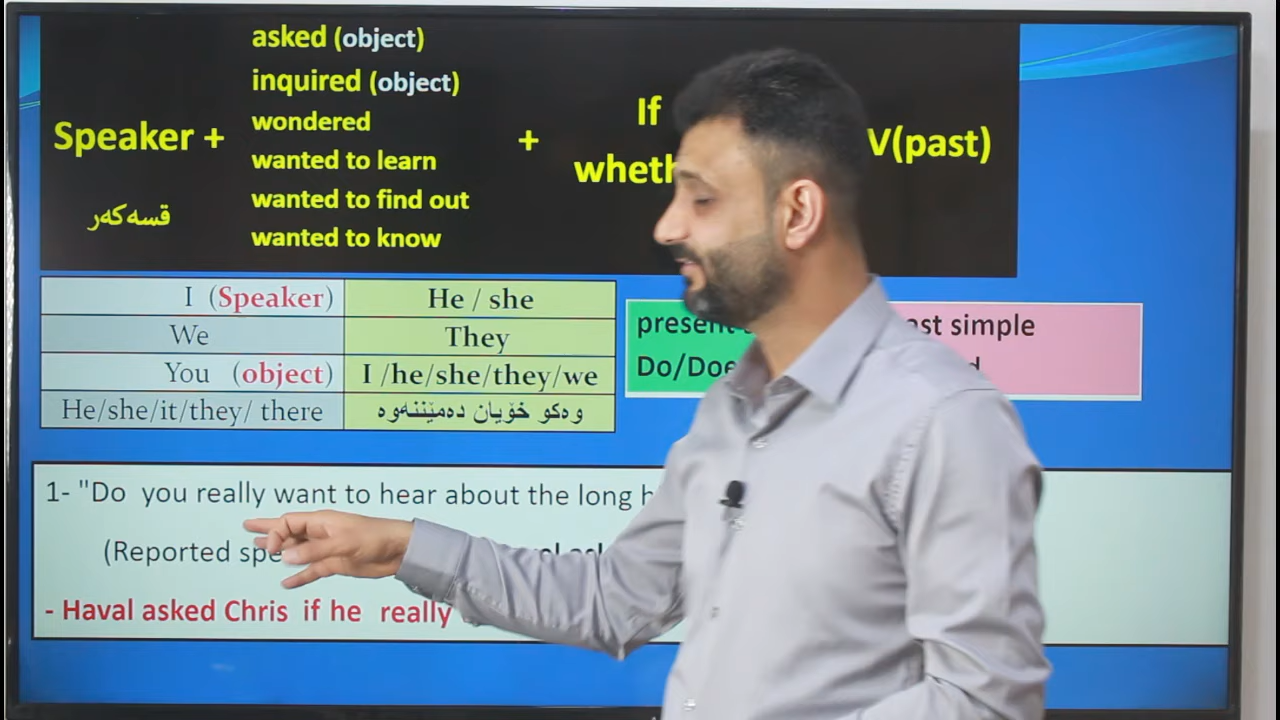 asked (object)
inquired (object)
wondered
wanted to learn
wanted to find out
wanted to know
Speaker +
قسەکەر
+
If
wheth
V(past)
I (Speaker) He / she
We They
You (object) I /he/she/they/we
He/she/it/they/ there وەکو خۆیان دەمێننەوە
present
Do/Doe
st simple
1- "Do you really want to hear about the long h
(Reported spe
- Haval asked Chris if he really